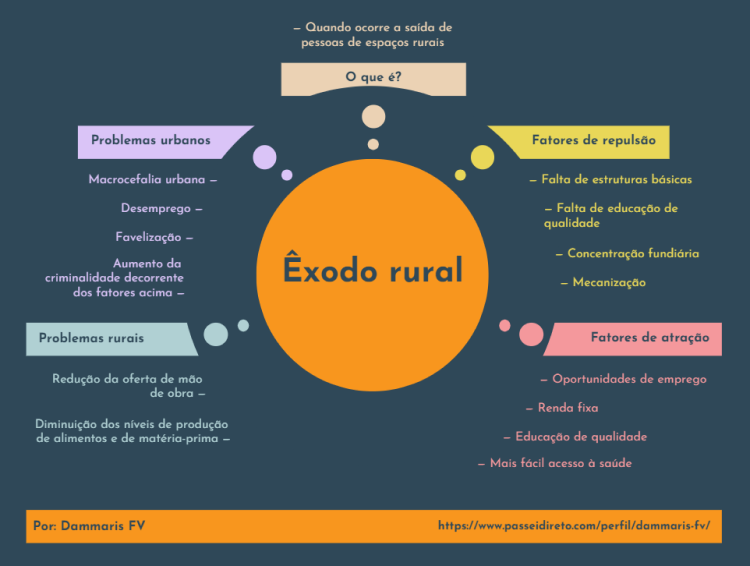 — Quando ocorre a saída de
pessoas de espaços rurais
O que é?
Problemas urbanos
Macrocefalia urbana —
Desemprego —
Favelização —
Aumento da
criminalidade decorrente
dos fatores acima —
Fatores de repulsão
— Falta de estruturas básicas
— Falta de educação de
qualidade
— Concentração fundiária
— Mecanização
Êxodo rural
Problemas rurais
Redução da oferta de mão
de obra —
Diminuição dos níveis de produção
de alimentos e de matéria-prima —
Fatores de atração
— Oportunidades de emprego
— Renda fixa
— Educação de qualidade
— Mais fácil acesso à saúde
Por: Dammaris FV
https://www.passeidireto.com/perfil/dammaris-fv/